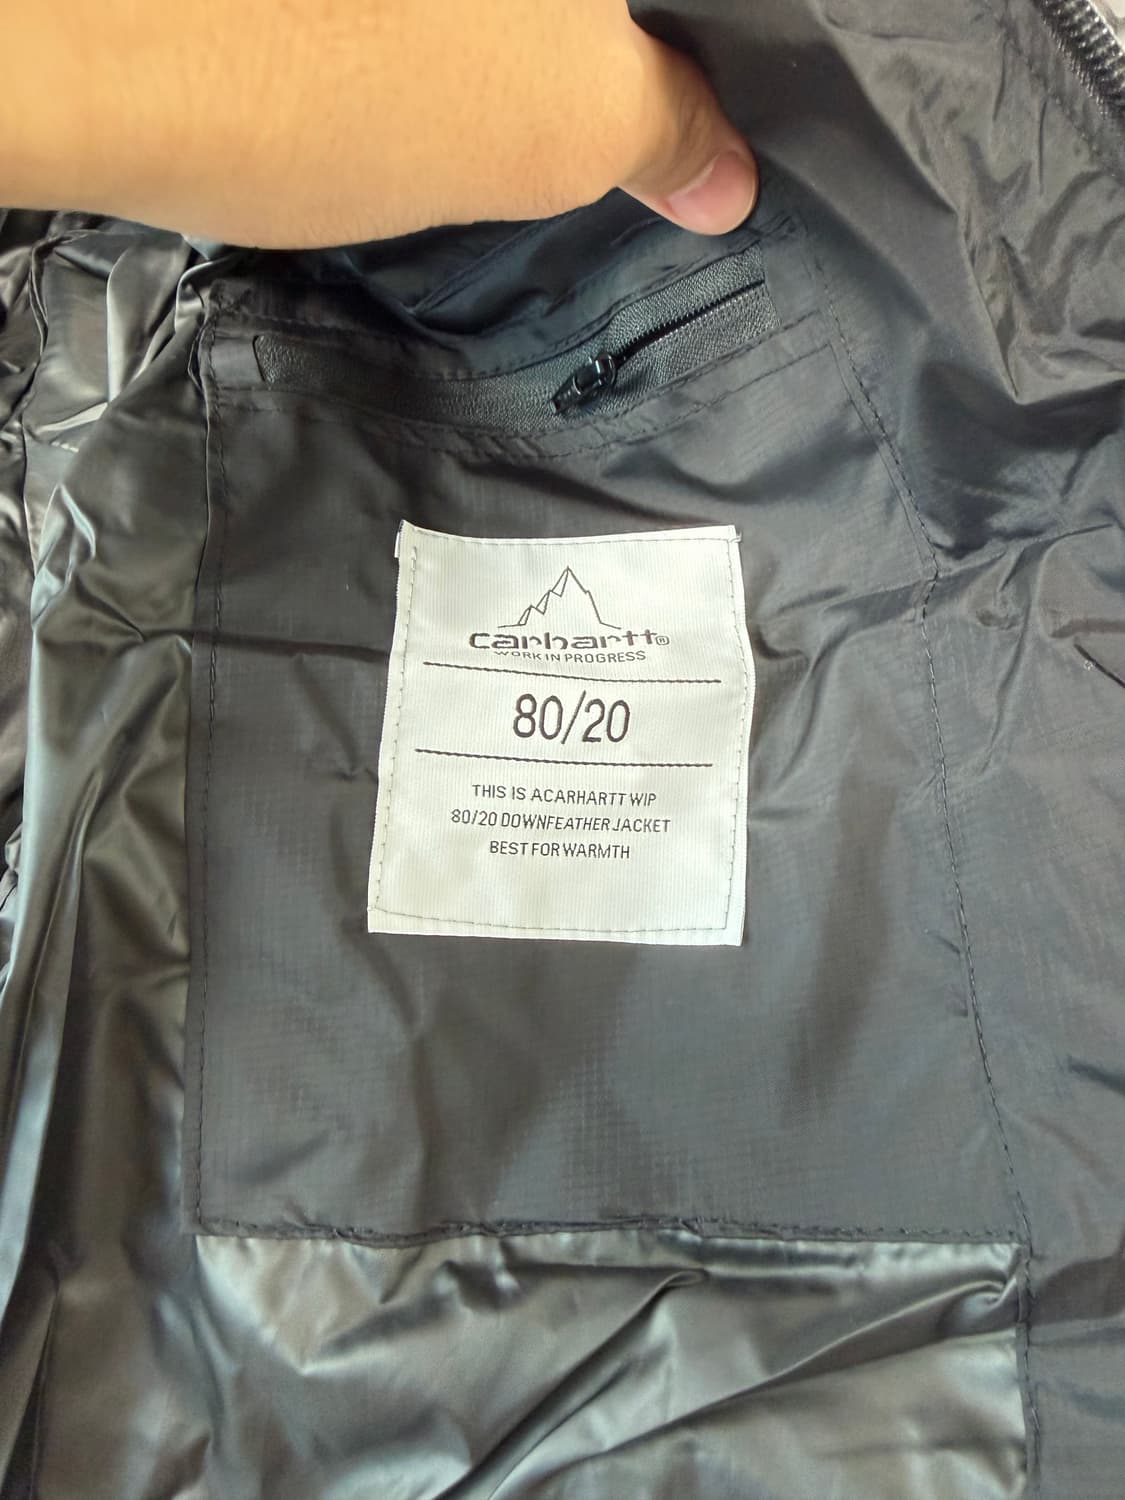 carhartt®
WORK IN PROGRESS
80/20
THIS IS ACARHARTT WIP
80/20 DOWNFEATHER JACKET
BEST FOR WARMTH